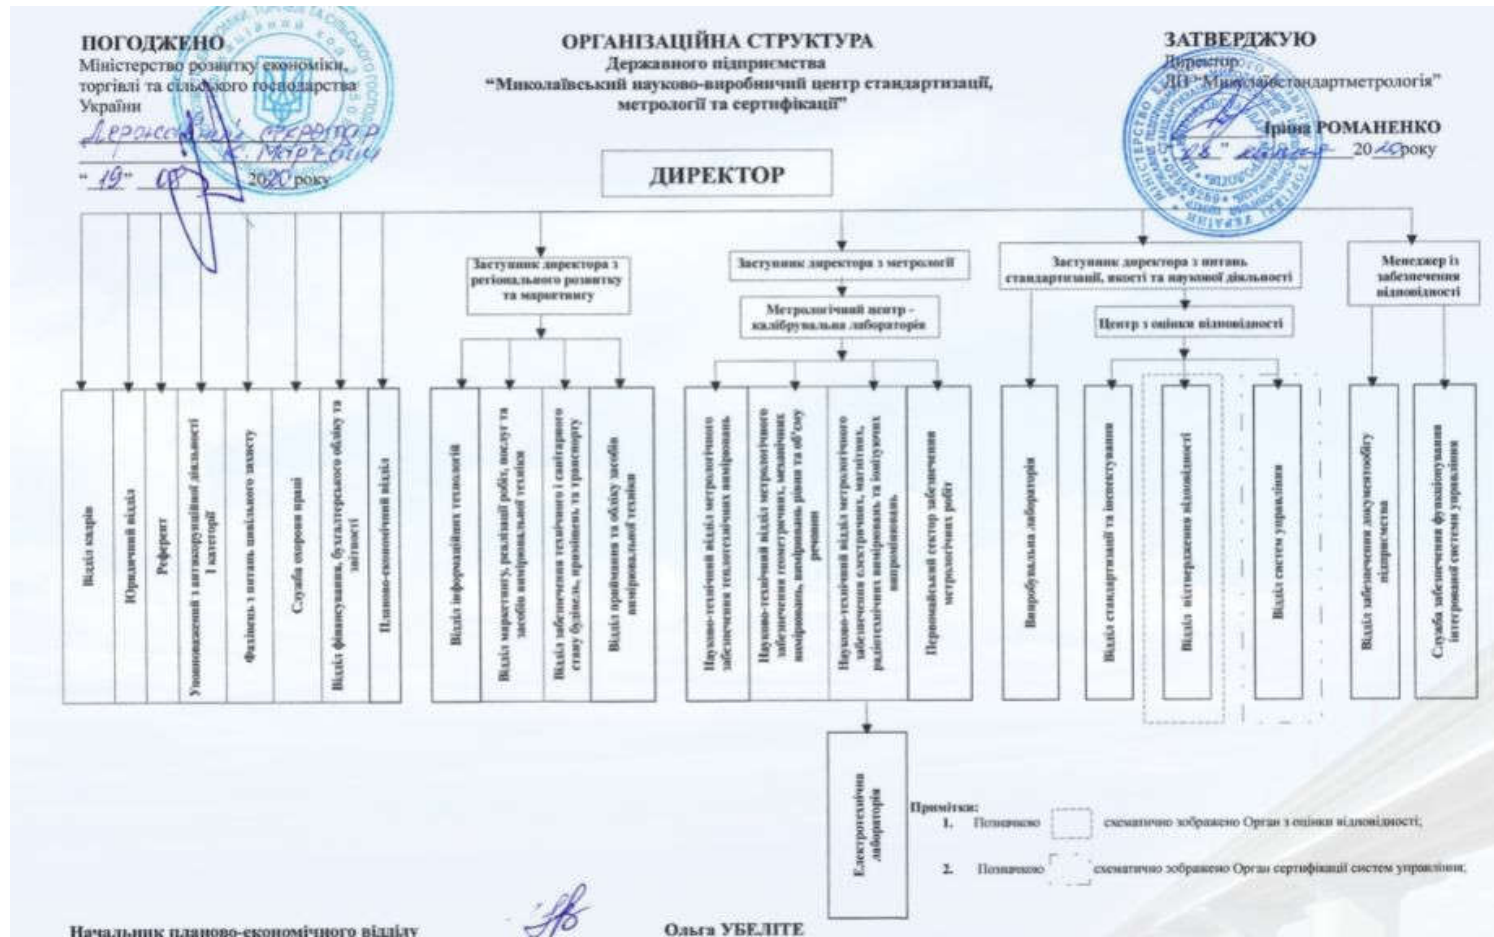 ПОГОДЖЕНО
Міністерство розвитку економіки,
торгівлі та сільського господарства
України
Державний секретар
"19" 08 2020 року
ОРГАНІЗАЦІЙНА СТРУКТУРА
Державного підприємства
“Миколаївський науково-виробничий центр стандартизації,
метрології та сертифікації”
ЗАТВЕРДЖУЮ
Директор
ДП “Миколаївстандартметрологія”
Ірина РОМАНЕНКО
2020 року
ДИРЕКТОР
Заступник директора з
регіонального розвитку
та маркетингу
Заступник директора з метрології
Метрологічний центр -
калібрувальна лабораторія
Заступник директора з питань
стандартизації, якості та наукової діяльності
Центр з оцінки відповідності
Менеджер із
забезпечення
відповідності
Відділ кадрів
Юридичний відділ
Референт
Уповноважений з антикорупційної діяльності
І категорії
Фахівець з питань цивільного захисту
Служба охорони праці
Відділ фінансування, бухгалтерського обліку та
звітності
Планово-економічний відділ
Відділ інформаційних технологій
Відділ маркетингу, реалізації робіт, послуг та
засобів вимірювальної техніки
Відділ забезпечення технічного і санітарного
стану будівель, приміщень та транспорту
Відділ приймання та обліку засобів
вимірювальної техніки
Науково-технічний відділ метрологічного
забезпечення теплотехнічних вимірювань
Науково-технічний відділ метрологічного
забезпечення геометричних, механічних
вимірювань, вимірювань рівня та об’єму
речовин
Науково-технічний відділ метрологічного
забезпечення електричних, магнітних,
радіотехнічних вимірювань та іонізуючих
випромінювань
Первомайський сектор забезпечення
метрологічних робіт
Випробувальна лабораторія
Відділ стандартизації та інспектування
Відділ підтвердження відповідності
Відділ систем управління
Відділ забезпечення документообігу
підприємства
Служба забезпечення функціонування
інтегрованої системи управління
Електротехнічна
лабораторія
Примітки:
1. Позначкою схематично зображено Орган з оцінки відповідності;
2. Позначкою схематично зображено Орган сертифікації систем управління;
Начальник планово-економічного відділу Ольга УБЕЛІТЕ